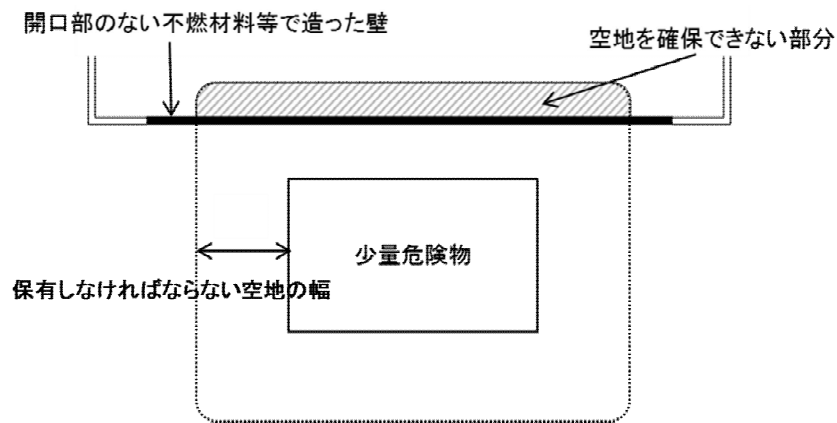 開口部のない不燃材料等で造った壁
空地を確保できない部分
少量危険物
保有しなければならない空地の幅